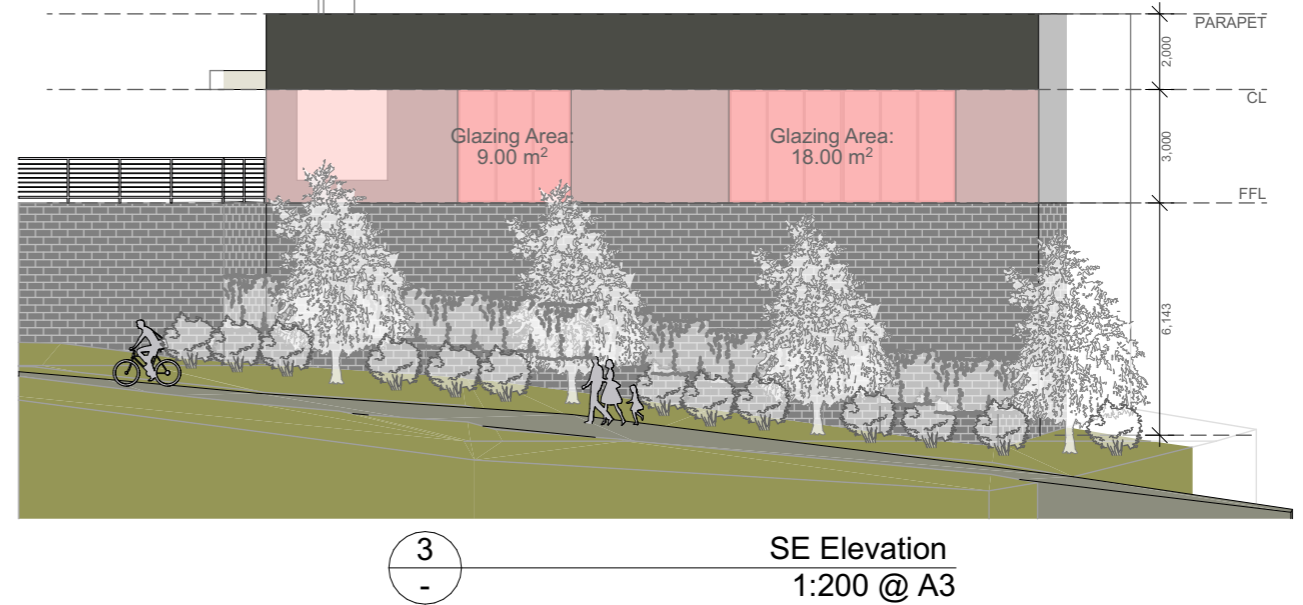 PARAPET
2,000
CL
Glazing Area:
9.00 m²
Glazing Area:
18.00 m²
3,000
FFL
6,143
3
-
SE Elevation
1:200 @ A3